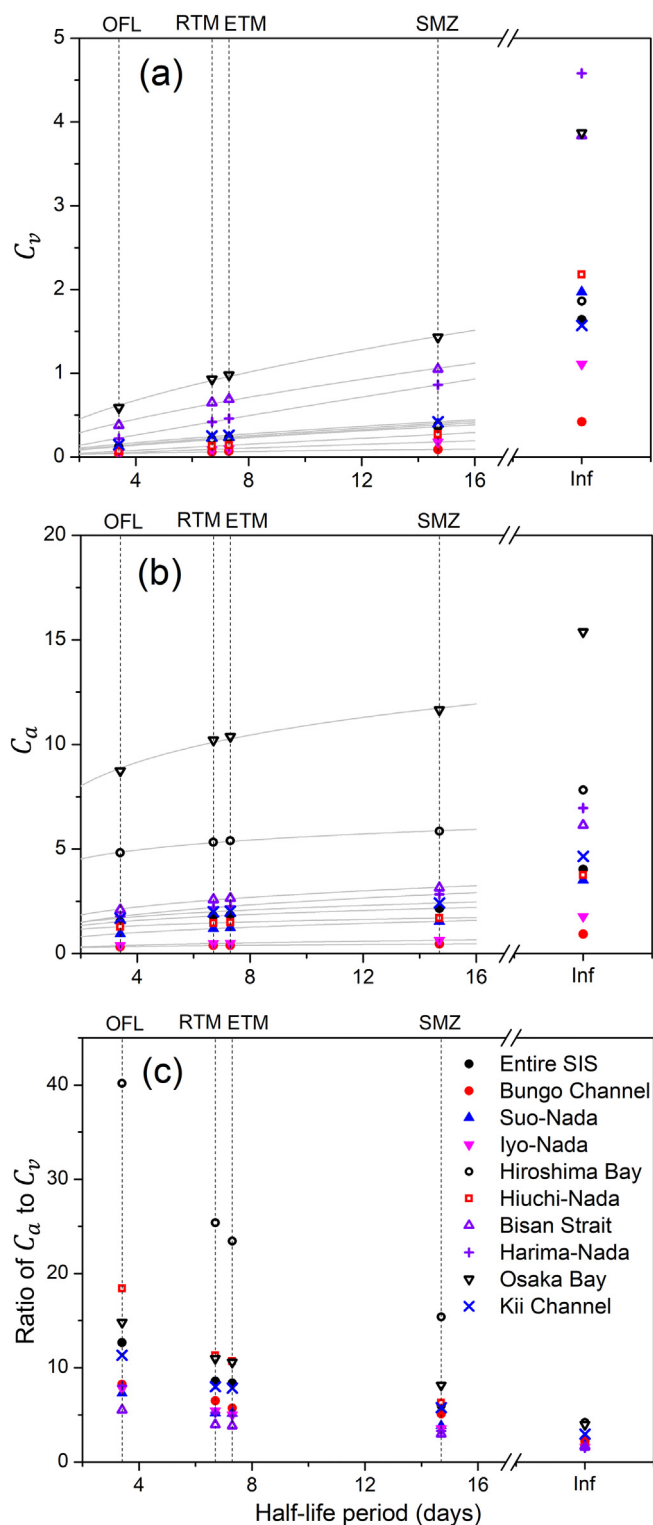 OFL RTM ETM SMZ
(a)
5
4
3
2
1
0
C_v
4 8 12 16 Inf
OFL RTM ETM SMZ
(b)
20
15
10
5
0
C_a
4 8 12 16 Inf
OFL RTM ETM SMZ
(c)
40
30
20
10
0
Ratio of C_a to C_v
Entire SIS
Bungo Channel
Suo-Nada
Iyo-Nada
Hiroshima Bay
Hiuchi-Nada
Bisan Strait
Harima-Nada
Osaka Bay
Kii Channel
4 8 12 16 Inf
Half-life period (days)